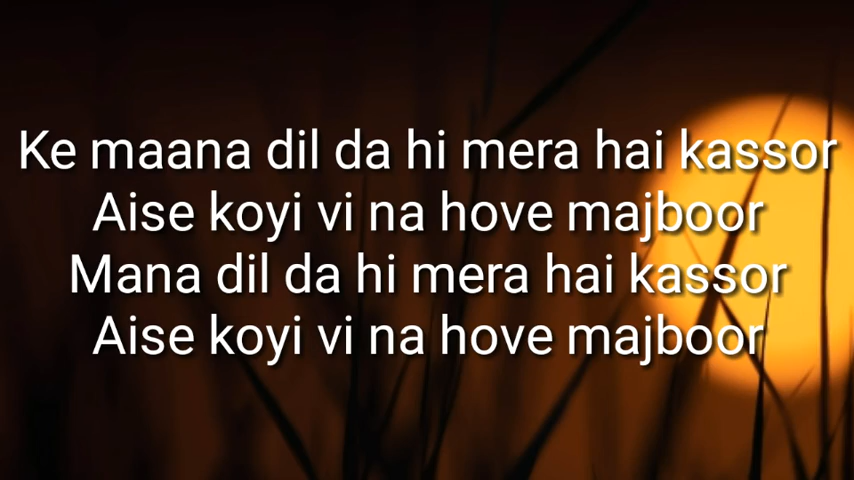 Ke maana dil da hi mera hai kassor
Aise koyi vi na hove majboor
Mana dil da hi mera hai kassor
Aise koyi vi na hove majboor